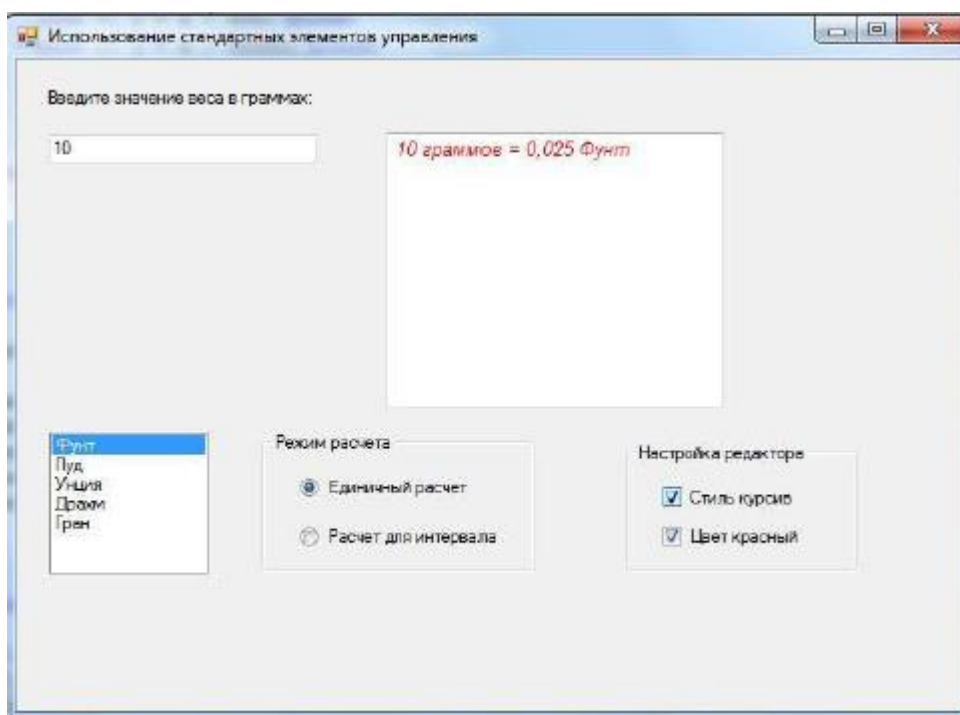 Использование стандартных элементов управления
Введите значение веса в граммах:
10
10 граммов = 0,025 Фунт
Фунт
Пуд
Унция
Драхм
Гран
Режим расчета
Единичный расчет
Расчет для интервала
Настройка редактора
Стиль курсив
Цвет красный